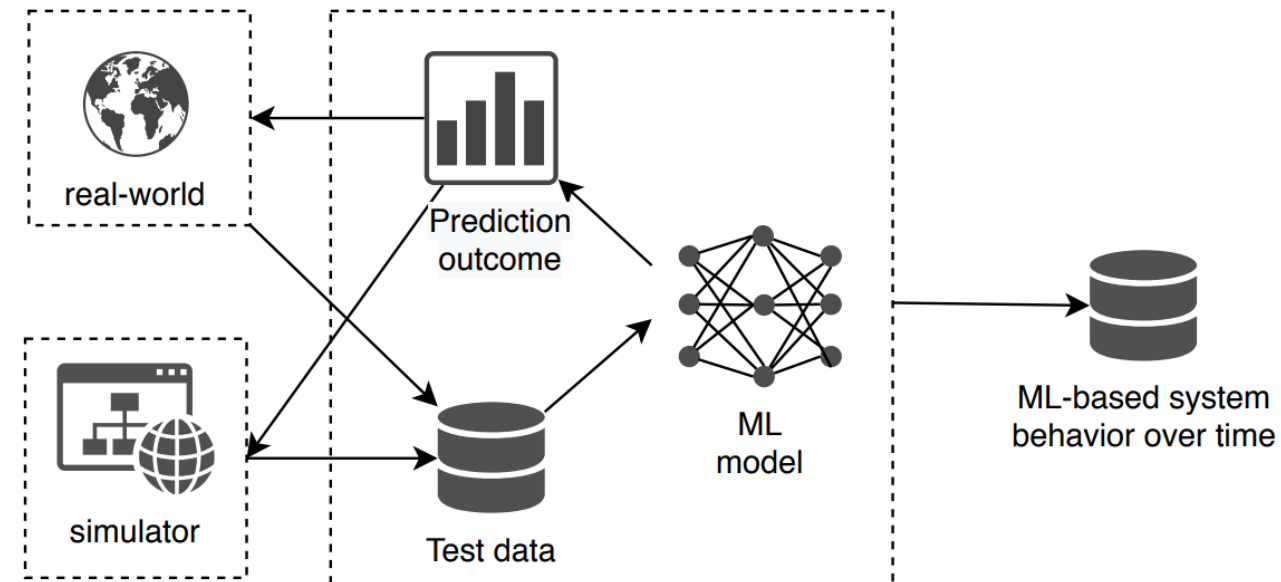 real-world
Prediction
outcome
simulator
Test data
ML
model
ML-based system
behavior over time